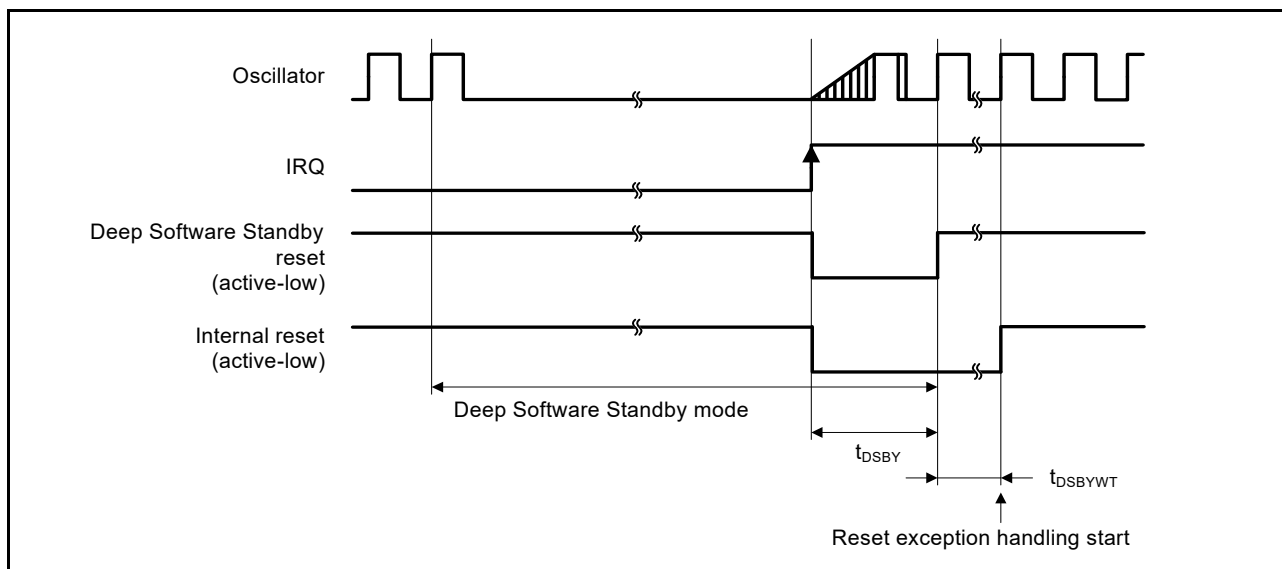 Oscillator
IRQ
Deep Software Standby
reset
(active-low)
Internal reset
(active-low)
Deep Software Standby mode
tDSBY
tDSBYWT
Reset exception handling start